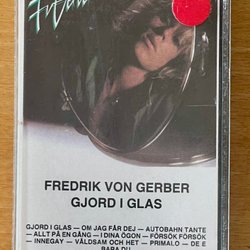 FREDRIK VON GERBER
GJORD I GLAS
GJORD I GLAS — OM JAG FÅR DEJ — AUTOBAHN TANTE
— ALLT PÅ EN GÅNG — I DINA ÖGON — FÖRSÖK FÖRSÖK
— INNEGAY — VÅLDSAM OCH HET — PRIMALO — DE E
BARA DU